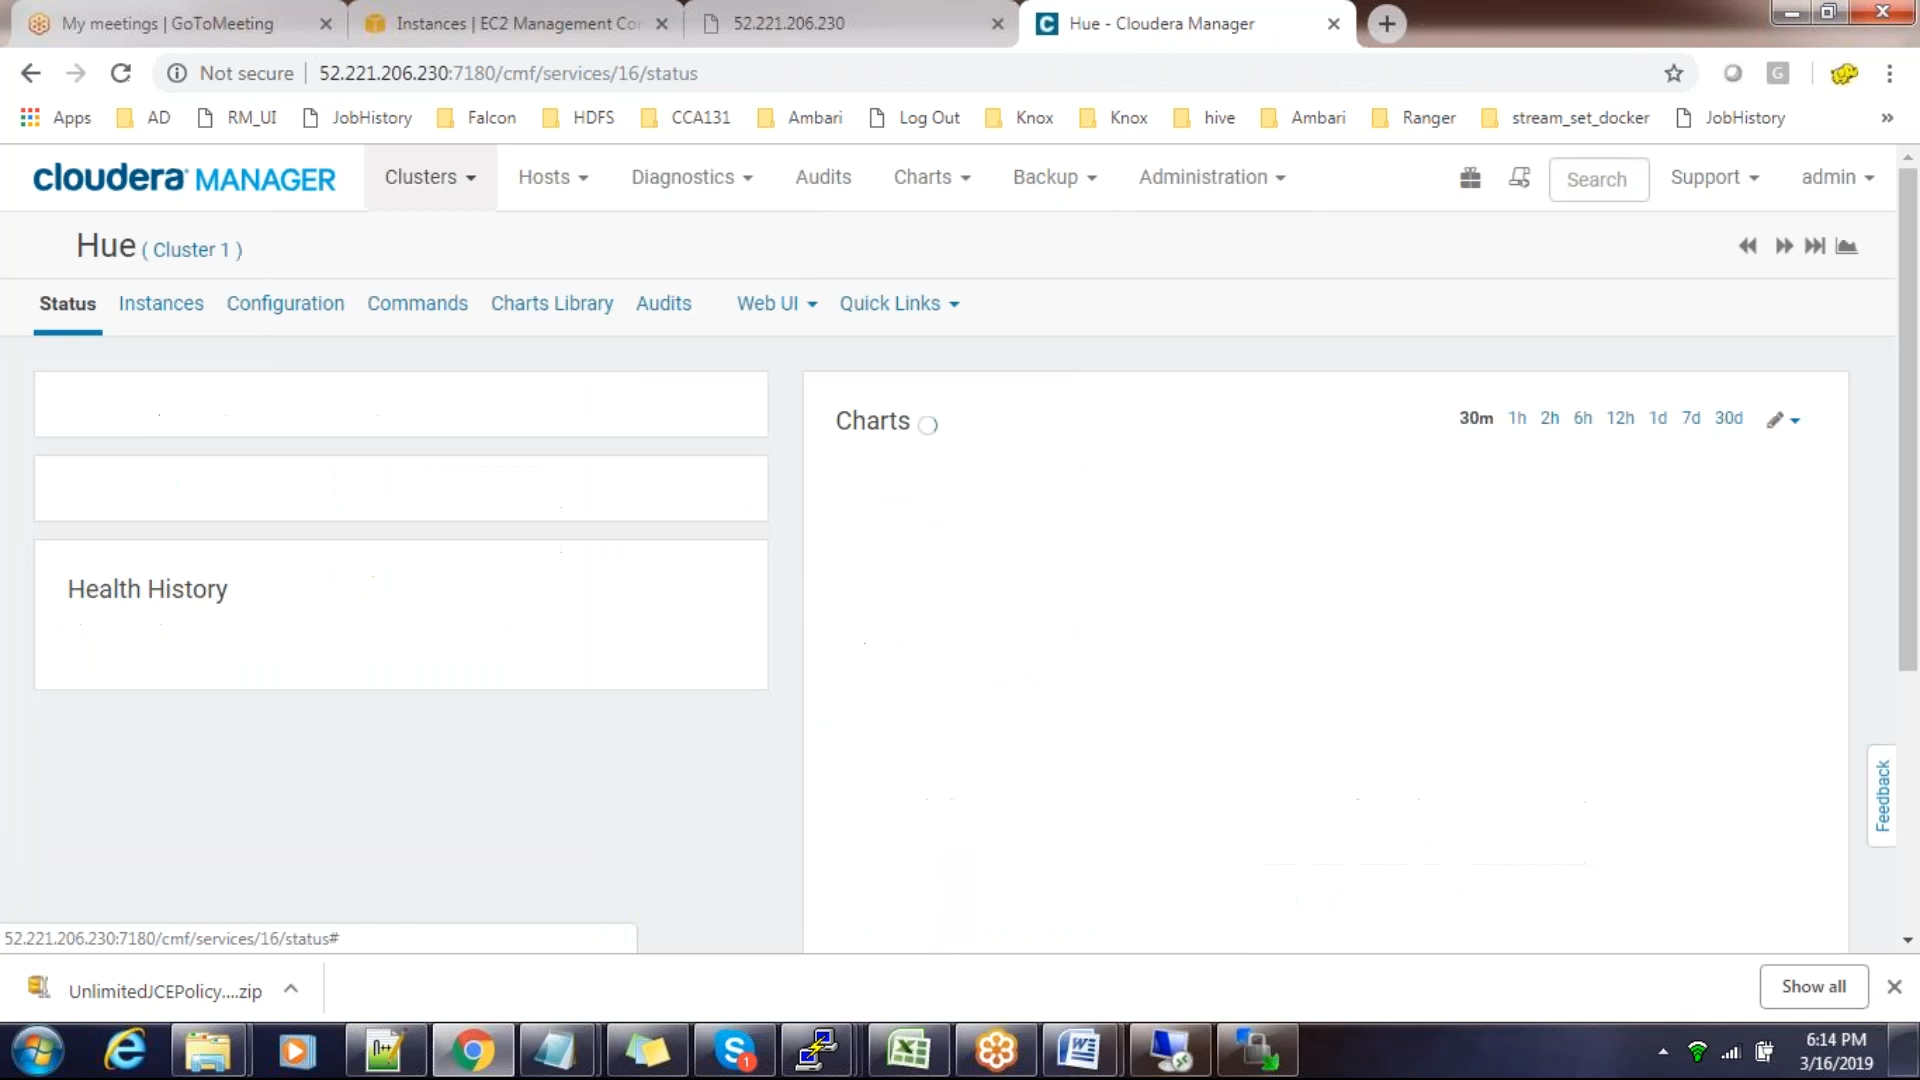 My meetings | GoToMeeting
Instances | EC2 Management Con
52.221.206.230
Hue - Cloudera Manager
Not secure | 52.221.206.230:7180/cmf/services/16/status
Apps AD RM_UI JobHistory Falcon HDFS CCA131 Ambari Log Out Knox Knox hive Ambari Ranger stream_set_docker JobHistory »
cloudera MANAGER Clusters Hosts Diagnostics Audits Charts Backup Administration Search Support admin
Hue ( Cluster 1 )
Status Instances Configuration Commands Charts Library Audits Web UI Quick Links
Charts 30m 1h 2h 6h 12h 1d 7d 30d
Health History
Feedback
52.221.206.230:7180/cmf/services/16/status#
UnlimitedJCEPolicy....zip
Show all
6:14 PM
3/16/2019